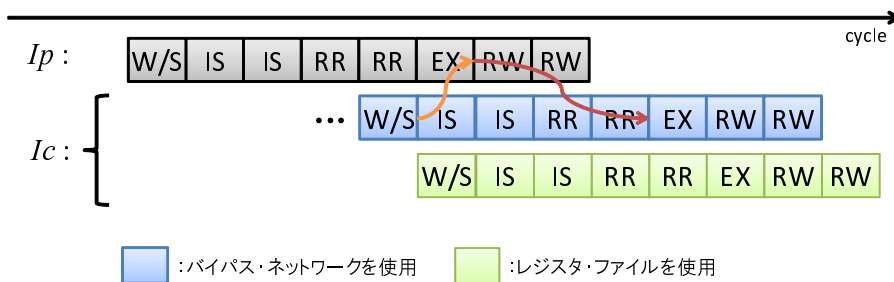 cycle
Ip :
W/S IS IS RR RR EX RW RW
Ic :
... W/S IS IS RR RR EX RW RW
W/S IS IS RR RR EX RW RW
:バイパス・ネットワークを使用 :レジスタ・ファイルを使用